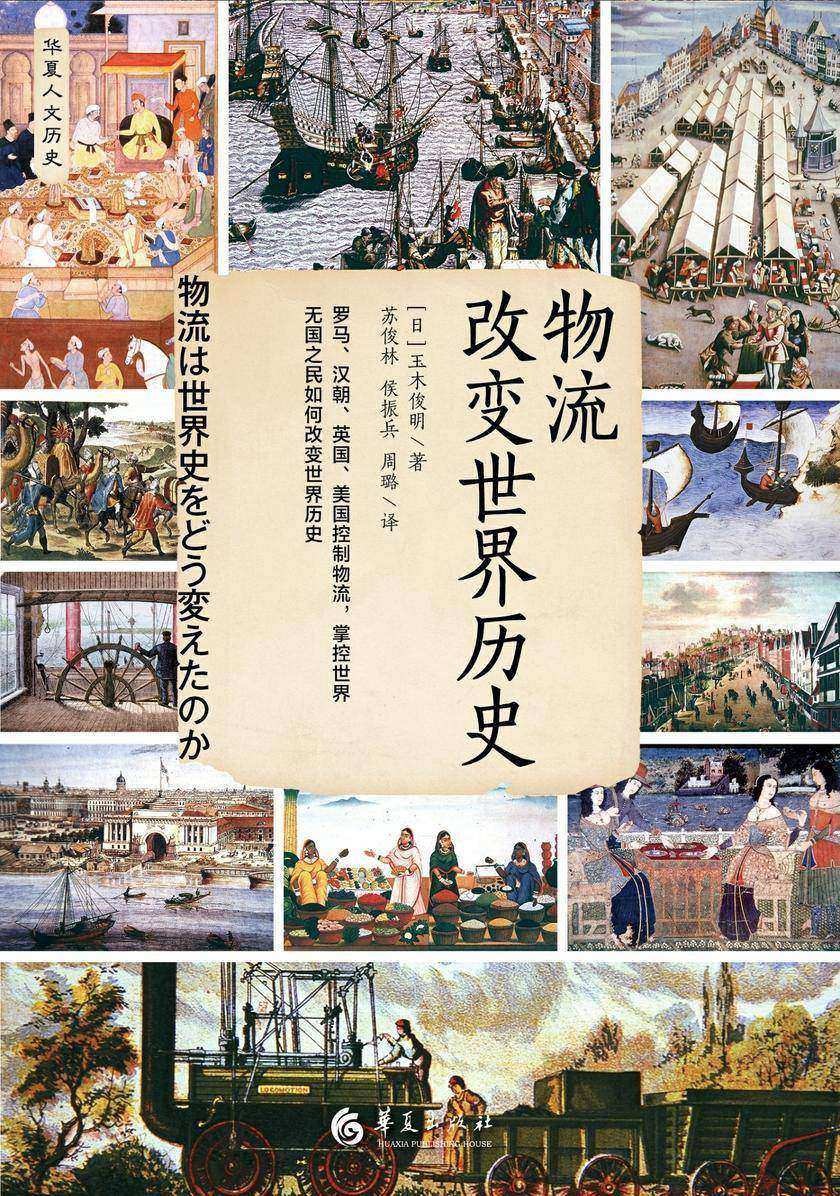 华夏人文历史
物流
改变世界历史
[日]玉木俊明/著
苏俊林 侯振兵 周璐/译
罗马、汉朝、英国、美国控制物流，掌控世界
无国之民如何改变世界历史
物流は世界史をどう変えたのか
LOCOMOTION
華夏出版社
HUAXIA PUBLISHING HOUSE